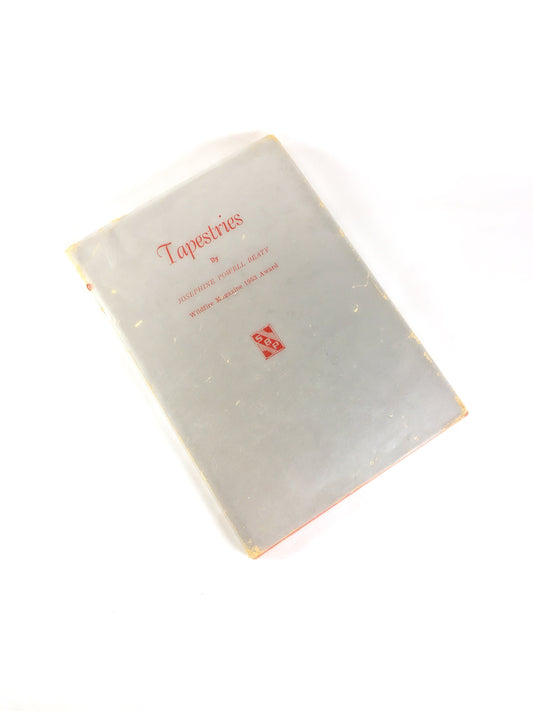 Tapestries
By
JOSEPHINE POWELL BEATY
Wildfire Magazine 1953 Award